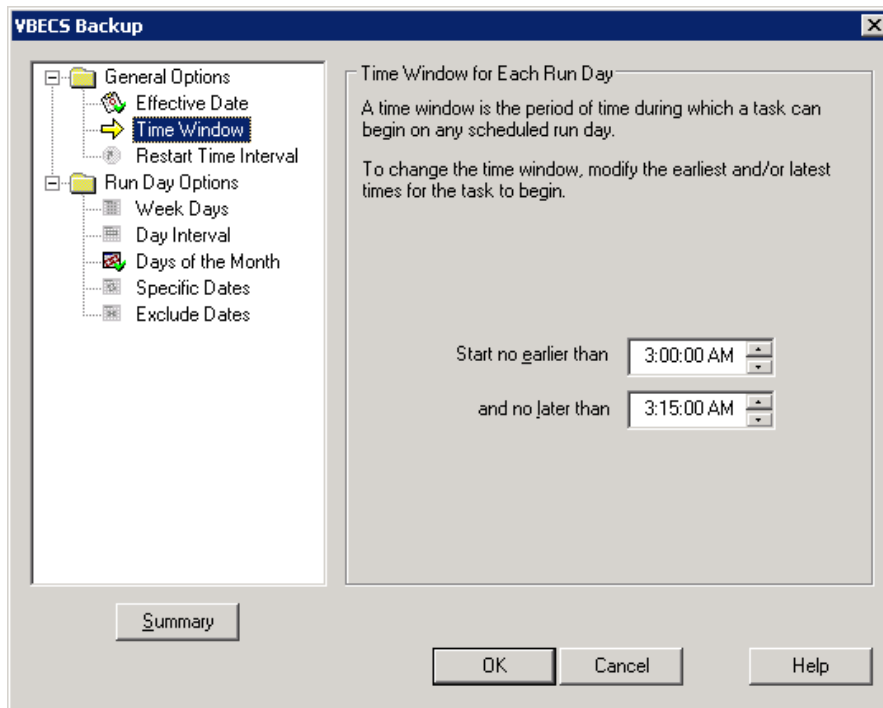 VBECS Backup
General Options
Effective Date
Time Window
Restart Time Interval
Run Day Options
Week Days
Day Interval
Days of the Month
Specific Dates
Exclude Dates
Summary
Time Window for Each Run Day
A time window is the period of time during which a task can
begin on any scheduled run day.
To change the time window, modify the earliest and/or latest
times for the task to begin.
Start no earlier than 3:00:00 AM
and no later than 3:15:00 AM
OK Cancel Help